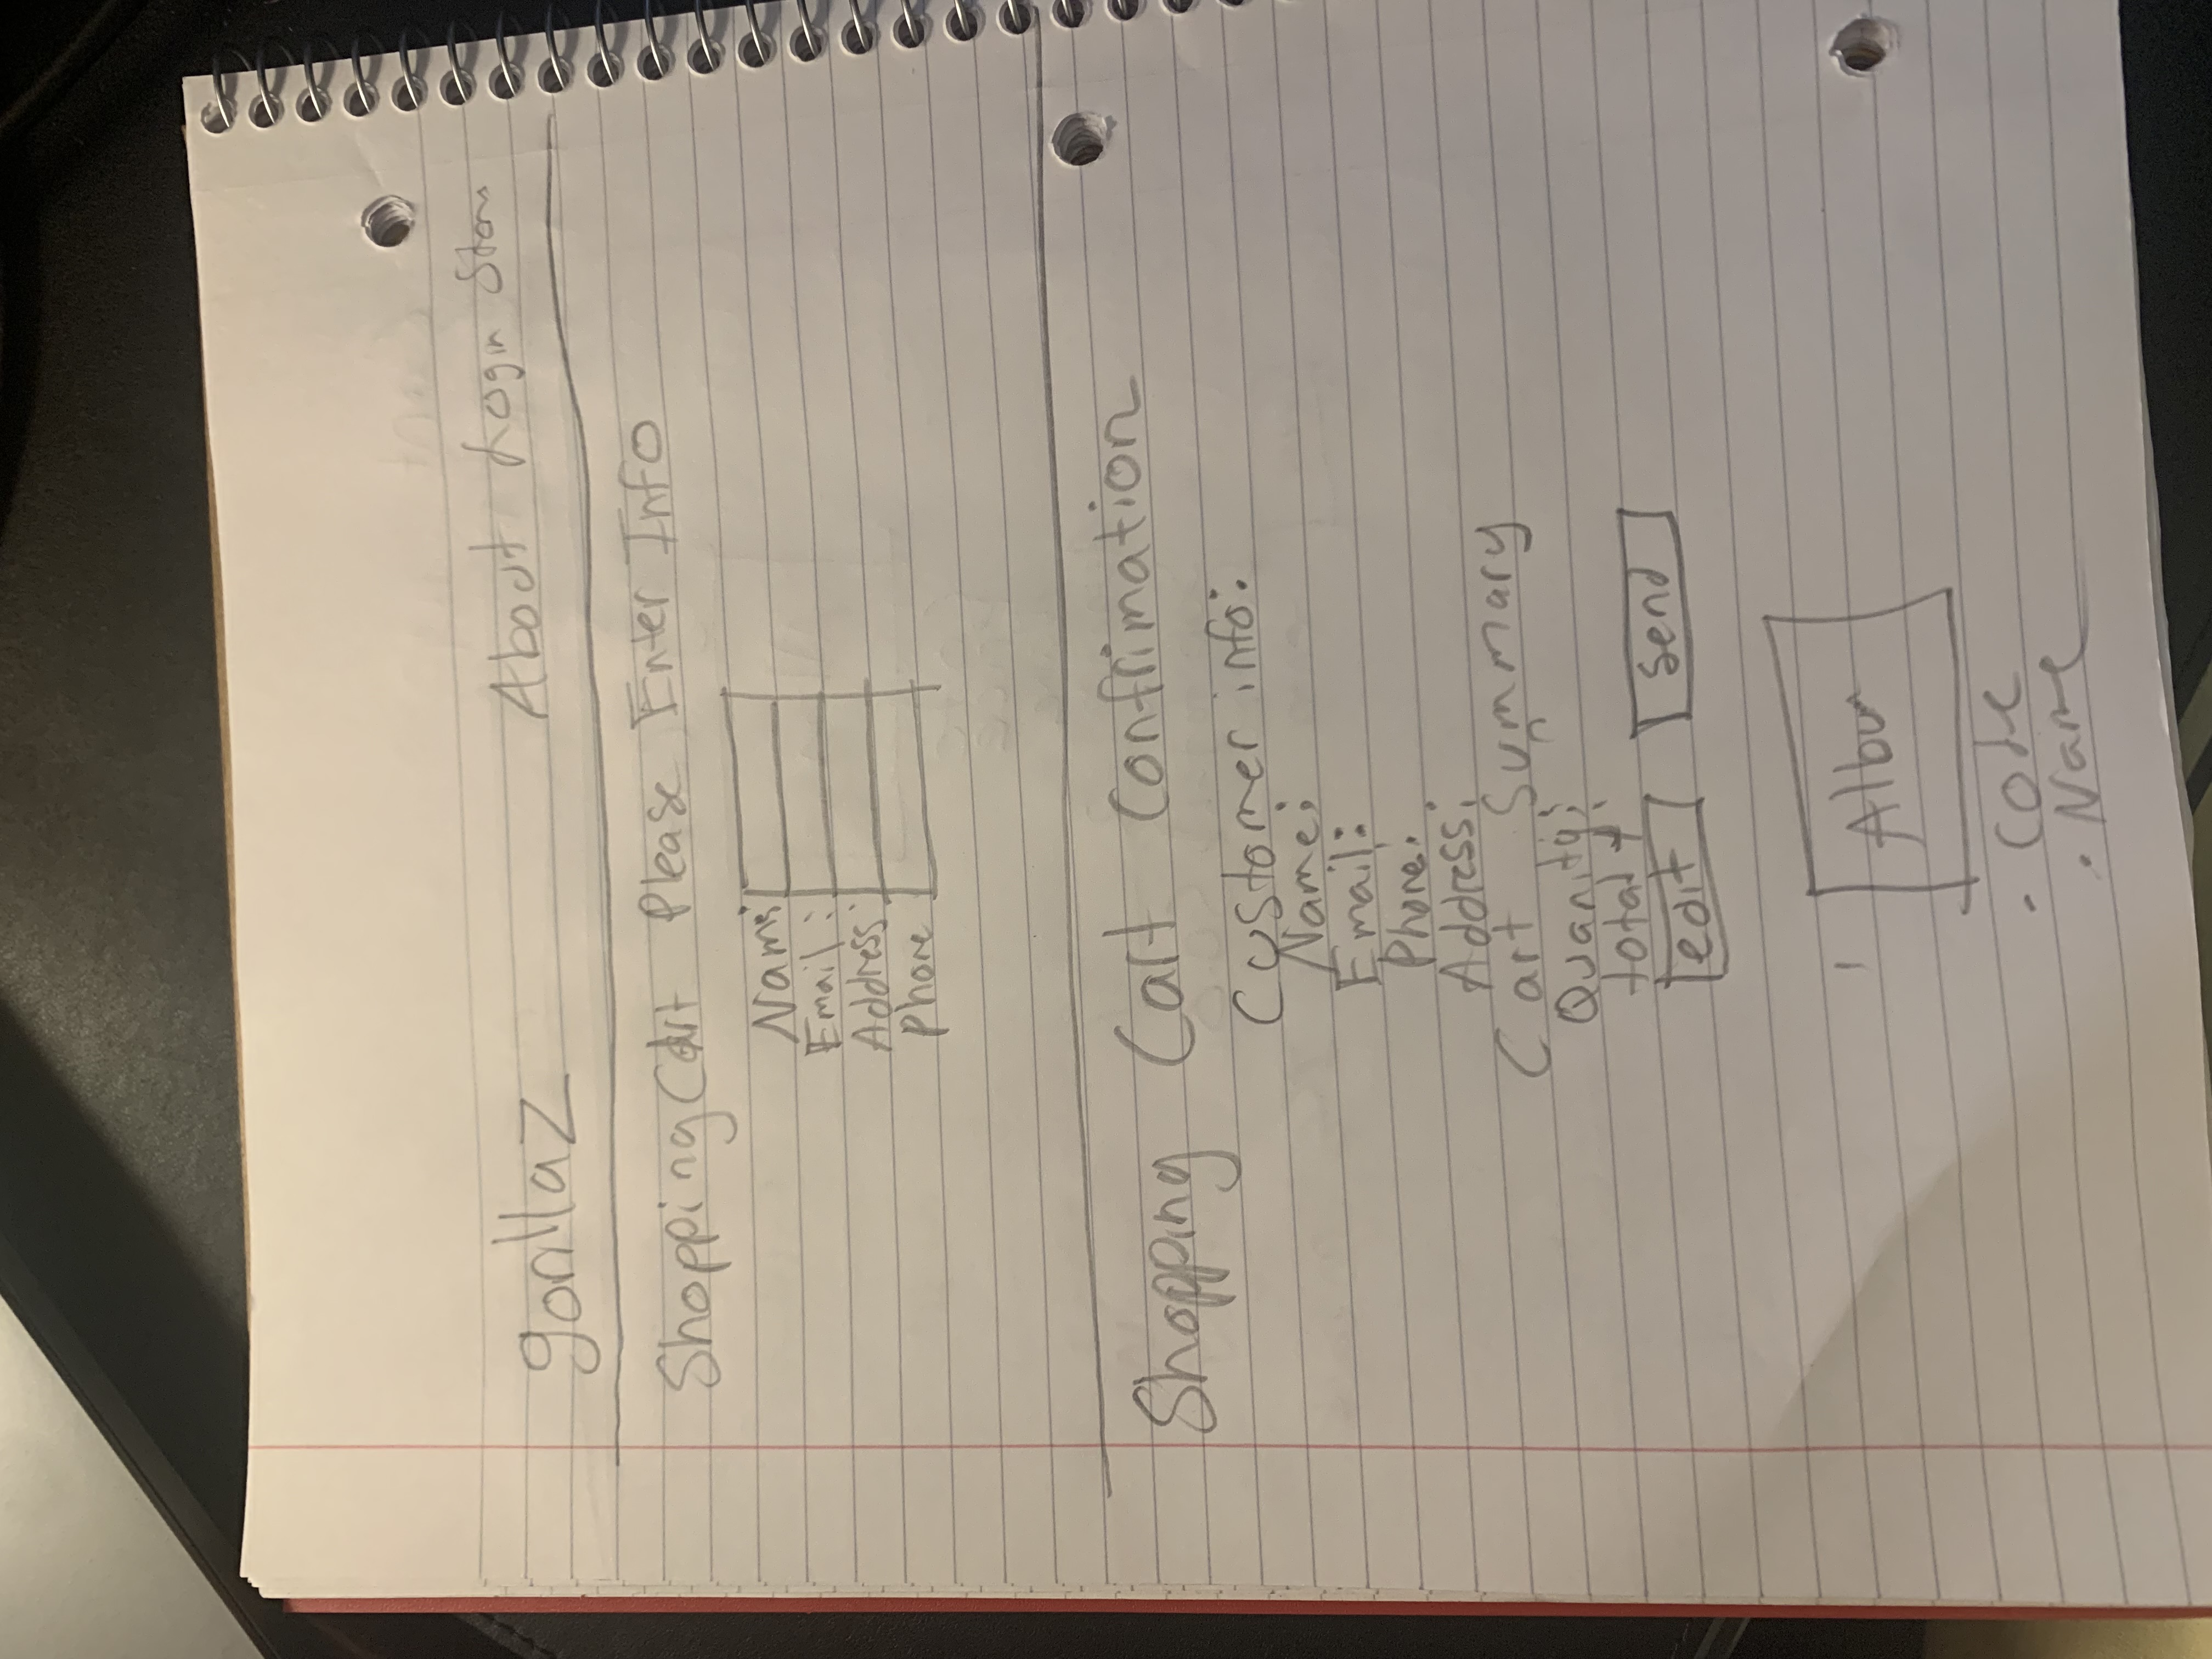 gorillaz About Login Store
Shopping Cart Please Enter Info
Name:
Email :
Address:
Phone
Shopping Cart Confrimation
Customer info:
Name:
Email:
Phone:
Address:
Cart Summary
Quanity:
total :
edit send
Album
. Code
. Name